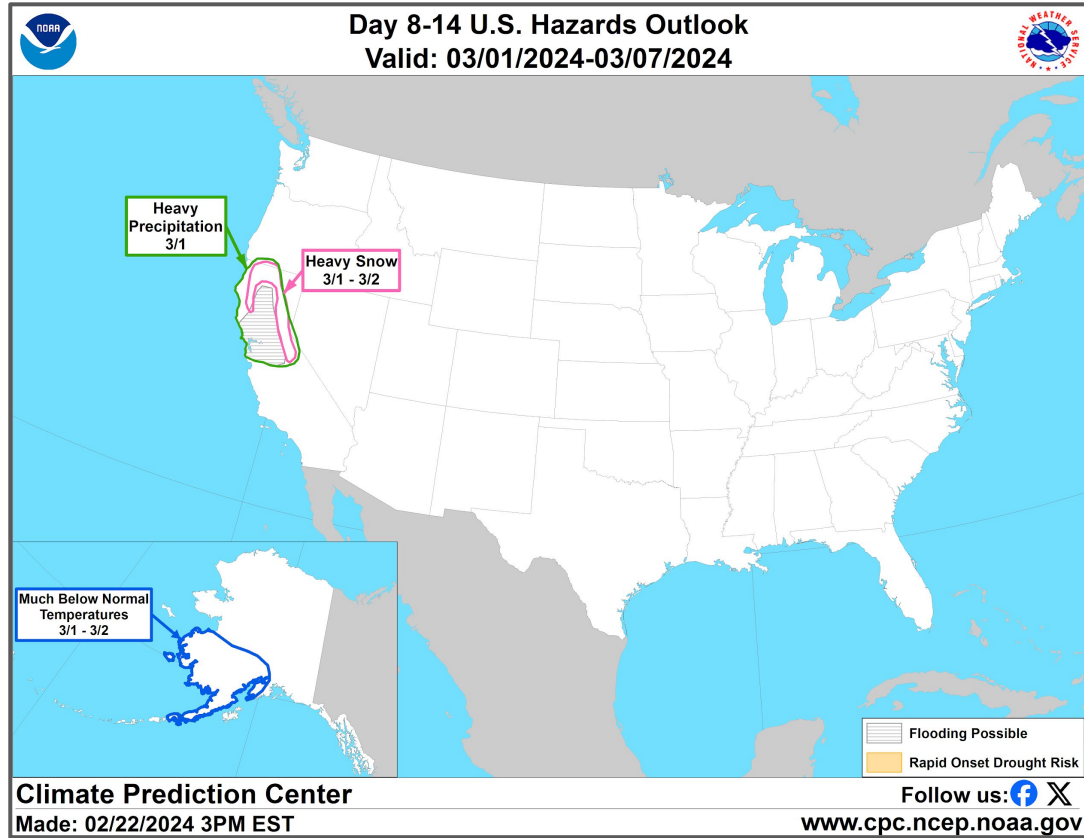 NOAA
Day 8-14 U.S. Hazards Outlook
Valid: 03/01/2024-03/07/2024
NATIONAL WEATHER SERVICE
Heavy
Precipitation
3/1
Heavy Snow
3/1 - 3/2
Much Below Normal
Temperatures
3/1 - 3/2
Flooding Possible
Rapid Onset Drought Risk
Climate Prediction Center
Follow us:
Made: 02/22/2024 3PM EST
www.cpc.ncep.noaa.gov